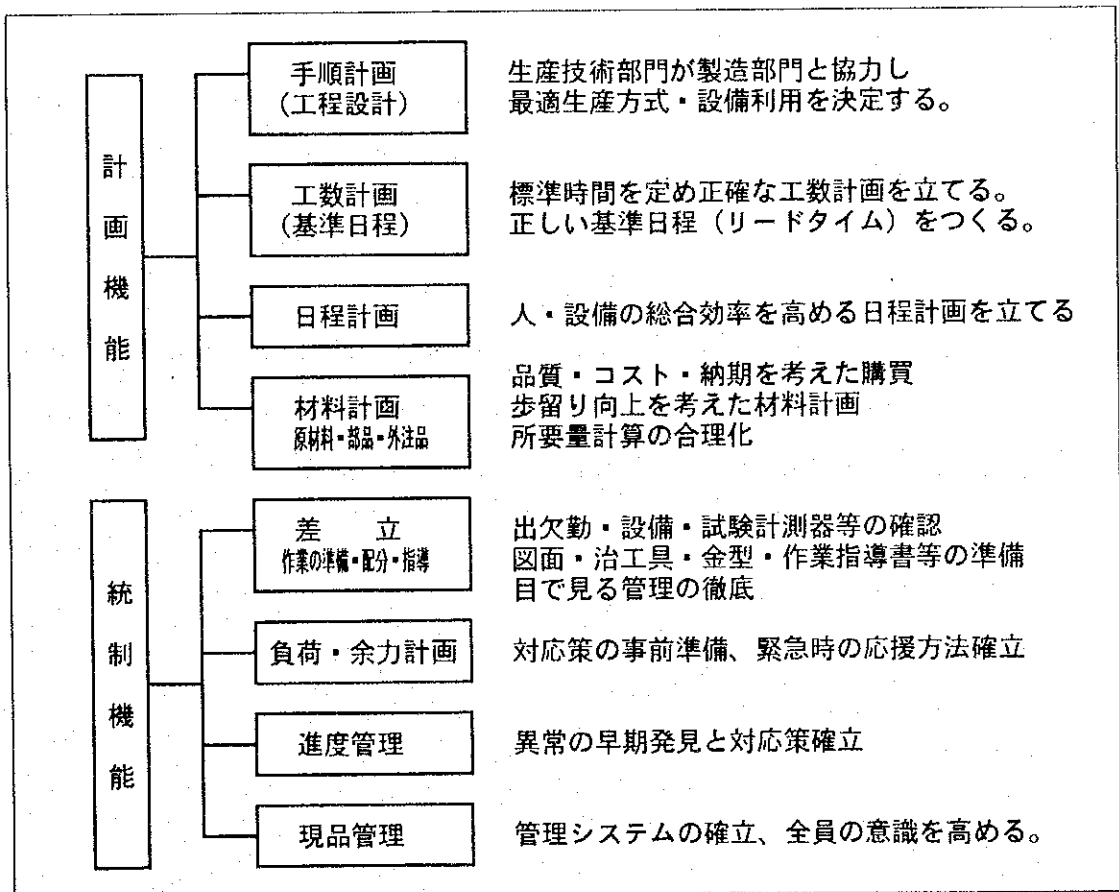 計画機能
手順計画
(工程設計)
生産技術部門が製造部門と協力し
最適生産方式・設備利用を決定する。
工数計画
(基準日程)
標準時間を定め正確な工数計画を立てる。
正しい基準日程(リードタイム)をつくる。
日程計画
人・設備の総合効率を高める日程計画を立てる
材料計画
原材料・部品・外注品
品質・コスト・納期を考えた購買
歩留り向上を考えた材料計画
所要量計算の合理化
統制機能
差 立
作業の準備・配分・指導
出欠勤・設備・試験計測器等の確認
図面・治工具・金型・作業指導書等の準備
目で見る管理の徹底
負荷・余力計画
対応策の事前準備、緊急時の応援方法確立
進度管理
異常の早期発見と対応策確立
現品管理
管理システムの確立、全員の意識を高める。